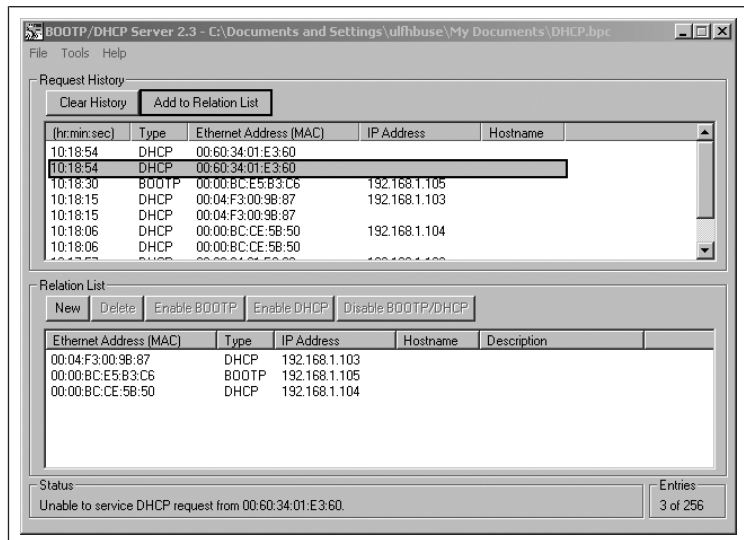 BOOTP/DHCP Server 2.3 - C:\Documents and Settings\ulfhbuse\My Documents\DHCP.bpc
File Tools Help
Request History
Clear History Add to Relation List
(hr:min:sec) Type Ethernet Address (MAC) IP Address Hostname
10:18:54 DHCP 00:60:34:01:E3:60
10:18:54 DHCP 00:60:34:01:E3:60
10:18:30 BOOTP 00:00:BC:E5:B3:C6 192.168.1.105
10:18:15 DHCP 00:04:F3:00:9B:87 192.168.1.103
10:18:15 DHCP 00:04:F3:00:9B:87
10:18:06 DHCP 00:00:BC:CE:5B:50 192.168.1.104
10:18:06 DHCP 00:00:BC:CE:5B:50
Relation List
New Delete Enable BOOTP Enable DHCP Disable BOOTP/DHCP
Ethernet Address (MAC) Type IP Address Hostname Description
00:04:F3:00:9B:87 DHCP 192.168.1.103
00:00:BC:E5:B3:C6 BOOTP 192.168.1.105
00:00:BC:CE:5B:50 DHCP 192.168.1.104
Status
Unable to service DHCP request from 00:60:34:01:E3:60.
Entries
3 of 256